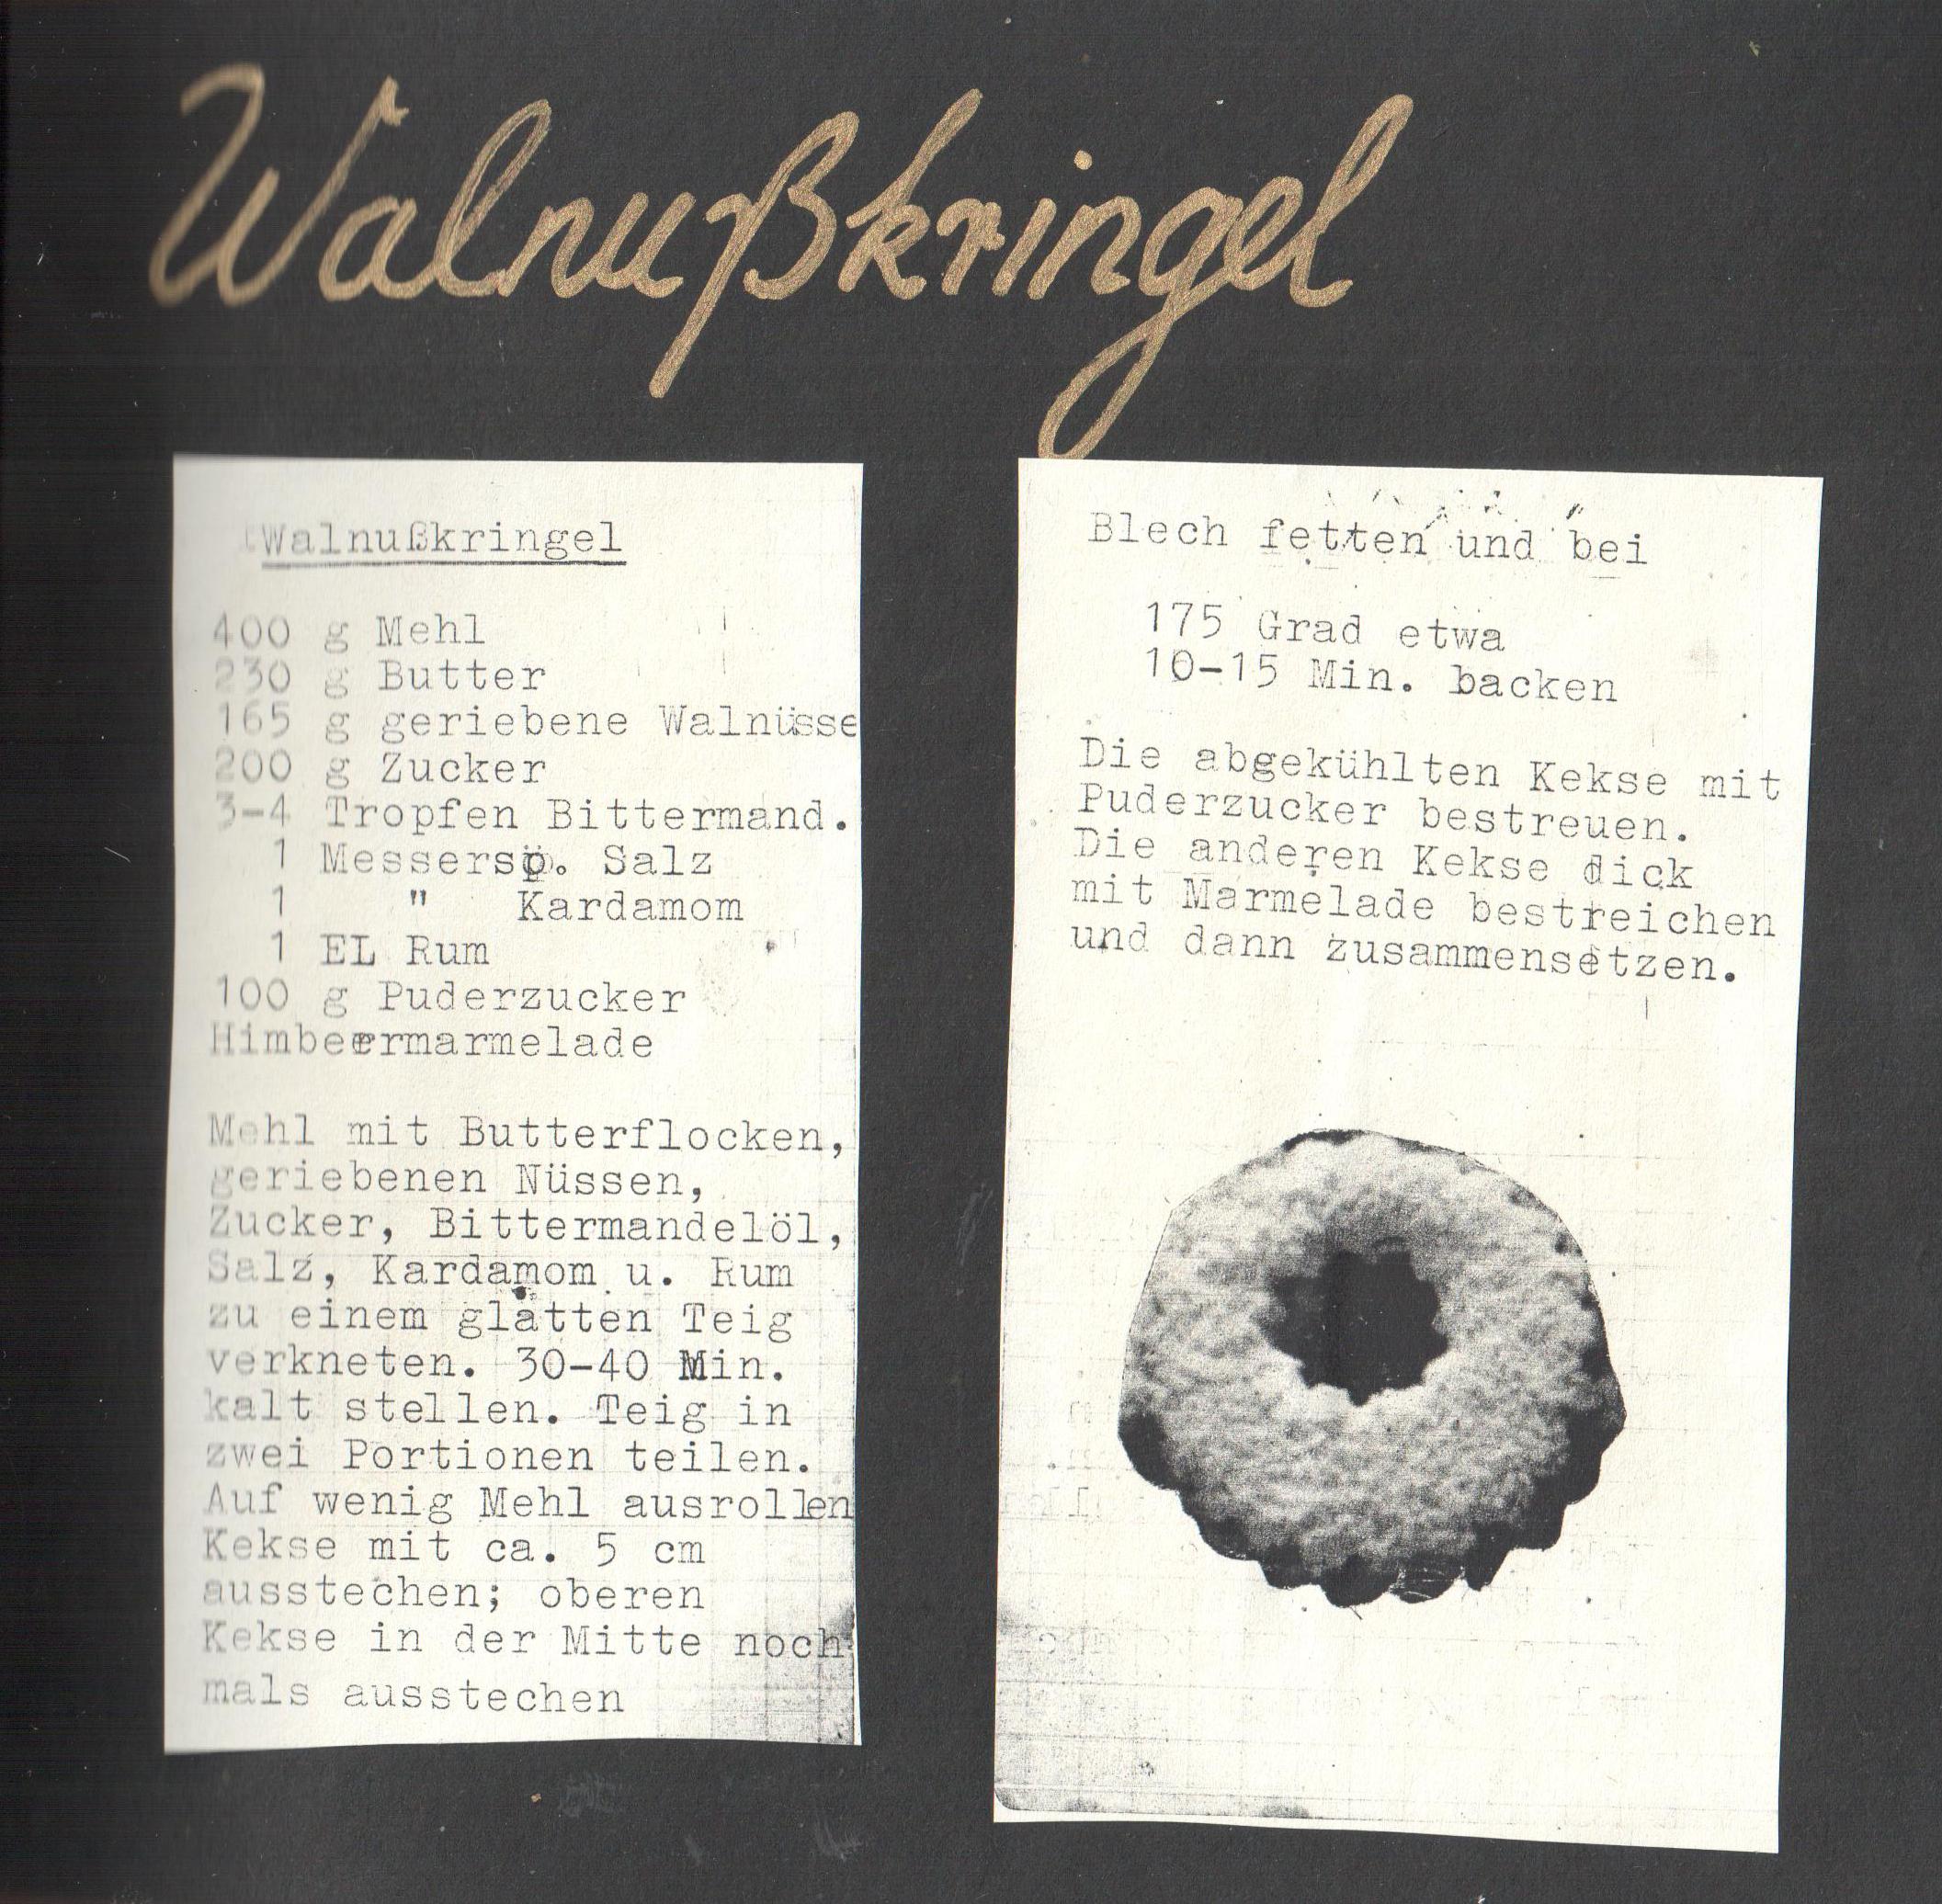 Walnußkringel
Walnußkringel
400 g Mehl
230 g Butter
165 g geriebene Walnüsse
200 g Zucker
3-4 Tropfen Bittermand.
1 Messersp. Salz
1 " Kardamom
1 EL Rum
100 g Puderzucker
Himbeermarmelade
Mehl mit Butterflocken,
geriebenen Nüssen,
Zucker, Bittermandelöl,
Salz, Kardamom u. Rum
zu einem glatten Teig
verkneten. 30-40 Min.
kalt stellen. Teig in
zwei Portionen teilen.
Auf wenig Mehl ausrollen
Kekse mit ca. 5 cm
ausstechen; oberen
Kekse in der Mitte noch
mals ausstechen
Blech fetten und bei
175 Grad etwa
10-15 Min. backen
Die abgekühlten Kekse mit
Puderzucker bestreuen.
Die anderen Kekse dick
mit Marmelade bestreichen
und dann zusammensetzen.